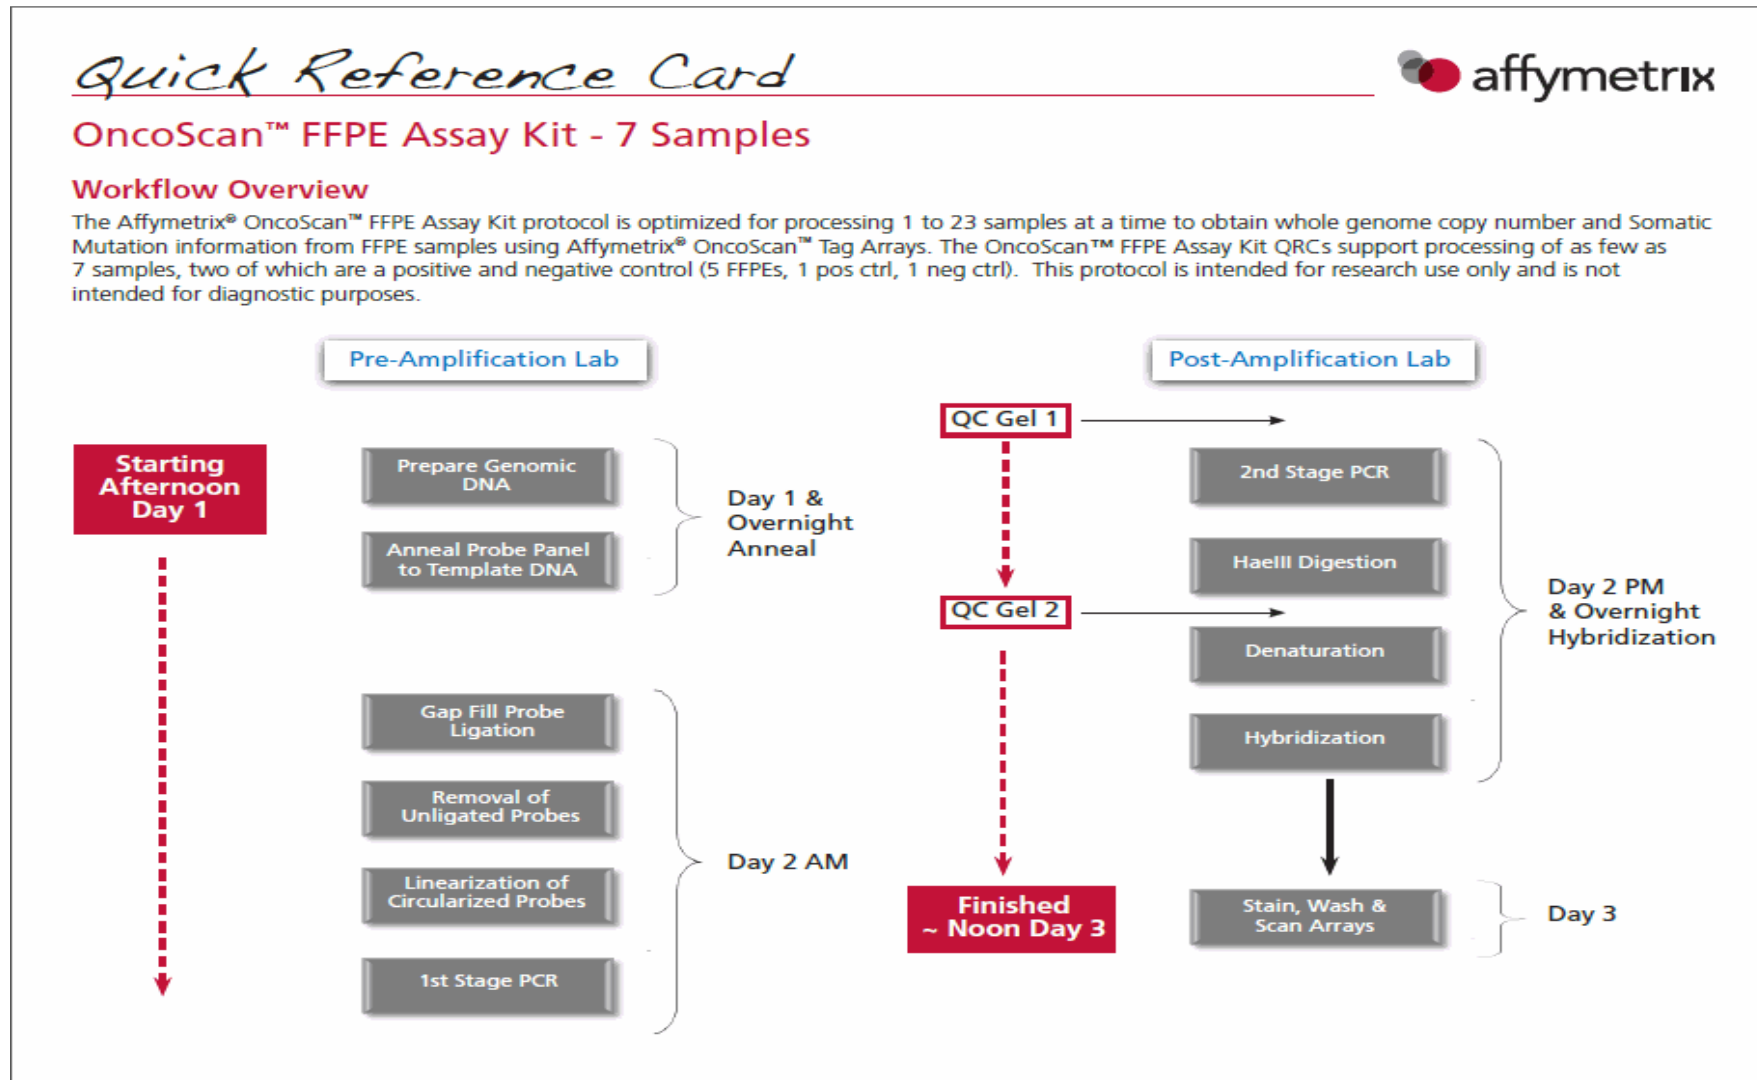 Quick Reference Card
affymetrix
OncoScan™ FFPE Assay Kit - 7 Samples
Workflow Overview
The Affymetrix® OncoScan™ FFPE Assay Kit protocol is optimized for processing 1 to 23 samples at a time to obtain whole genome copy number and Somatic
Mutation information from FFPE samples using Affymetrix® OncoScan™ Tag Arrays. The OncoScan™ FFPE Assay Kit QRCs support processing of as few as
7 samples, two of which are a positive and negative control (5 FFPEs, 1 pos ctrl, 1 neg ctrl). This protocol is intended for research use only and is not
intended for diagnostic purposes.
Pre-Amplification Lab
Starting
Afternoon
Day 1
Prepare Genomic
DNA
Anneal Probe Panel
to Template DNA
Day 1 &
Overnight
Anneal
Gap Fill Probe
Ligation
Removal of
Unligated Probes
Linearization of
Circularized Probes
1st Stage PCR
Day 2 AM
Post-Amplification Lab
QC Gel 1
2nd Stage PCR
HaeIII Digestion
QC Gel 2
Denaturation
Hybridization
Day 2 PM
& Overnight
Hybridization
Finished
~ Noon Day 3
Stain, Wash &
Scan Arrays
Day 3